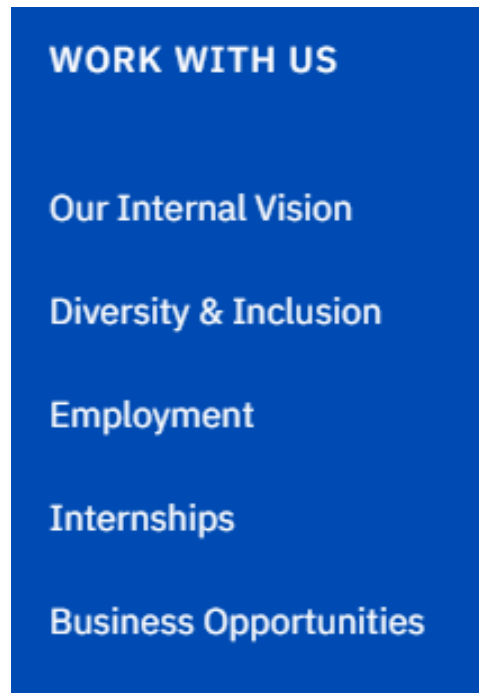 WORK WITH US
Our Internal Vision
Diversity & Inclusion
Employment
Internships
Business Opportunities